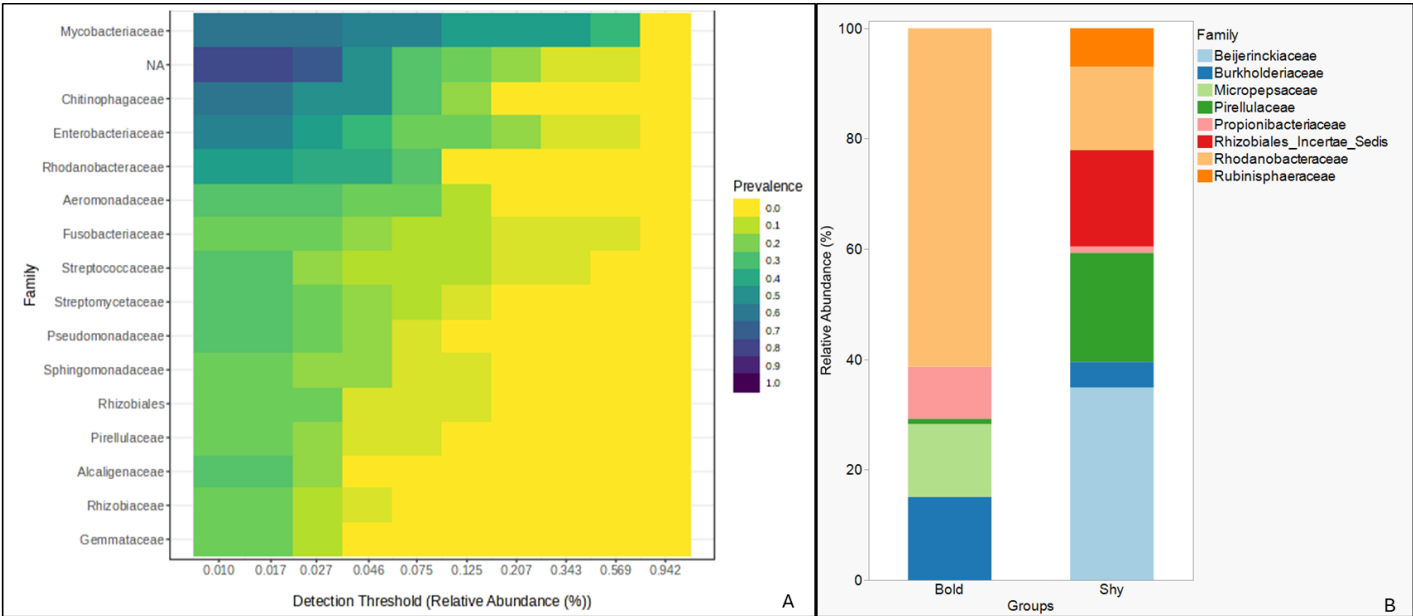 Mycobacteriaceae
NA
Chitinophagaceae
Enterobacteriaceae
Rhodanobacteraceae
Aeromonadaceae
Fusobacteriaceae
Streptococcaceae
Streptomycetaceae
Pseudomonadaceae
Sphingomonadaceae
Rhizobiales
Pirellulaceae
Alcaligenaceae
Rhizobiaceae
Gemmataceae
Family
0.010 0.017 0.027 0.046 0.075 0.125 0.207 0.343 0.569 0.942
Detection Threshold (Relative Abundance (%))
Prevalence
0.0
0.1
0.2
0.3
0.4
0.5
0.6
0.7
0.8
0.9
1.0
A
100
80
60
40
20
0
Relative Abundance (%)
Bold Shy
Groups
Family
Beijerinckiaceae
Burkholderiaceae
Micropepsaceae
Pirellulaceae
Propionibacteriaceae
Rhizobiales_Incertae_Sedis
Rhodanobacteraceae
Rubinisphaeraceae
B